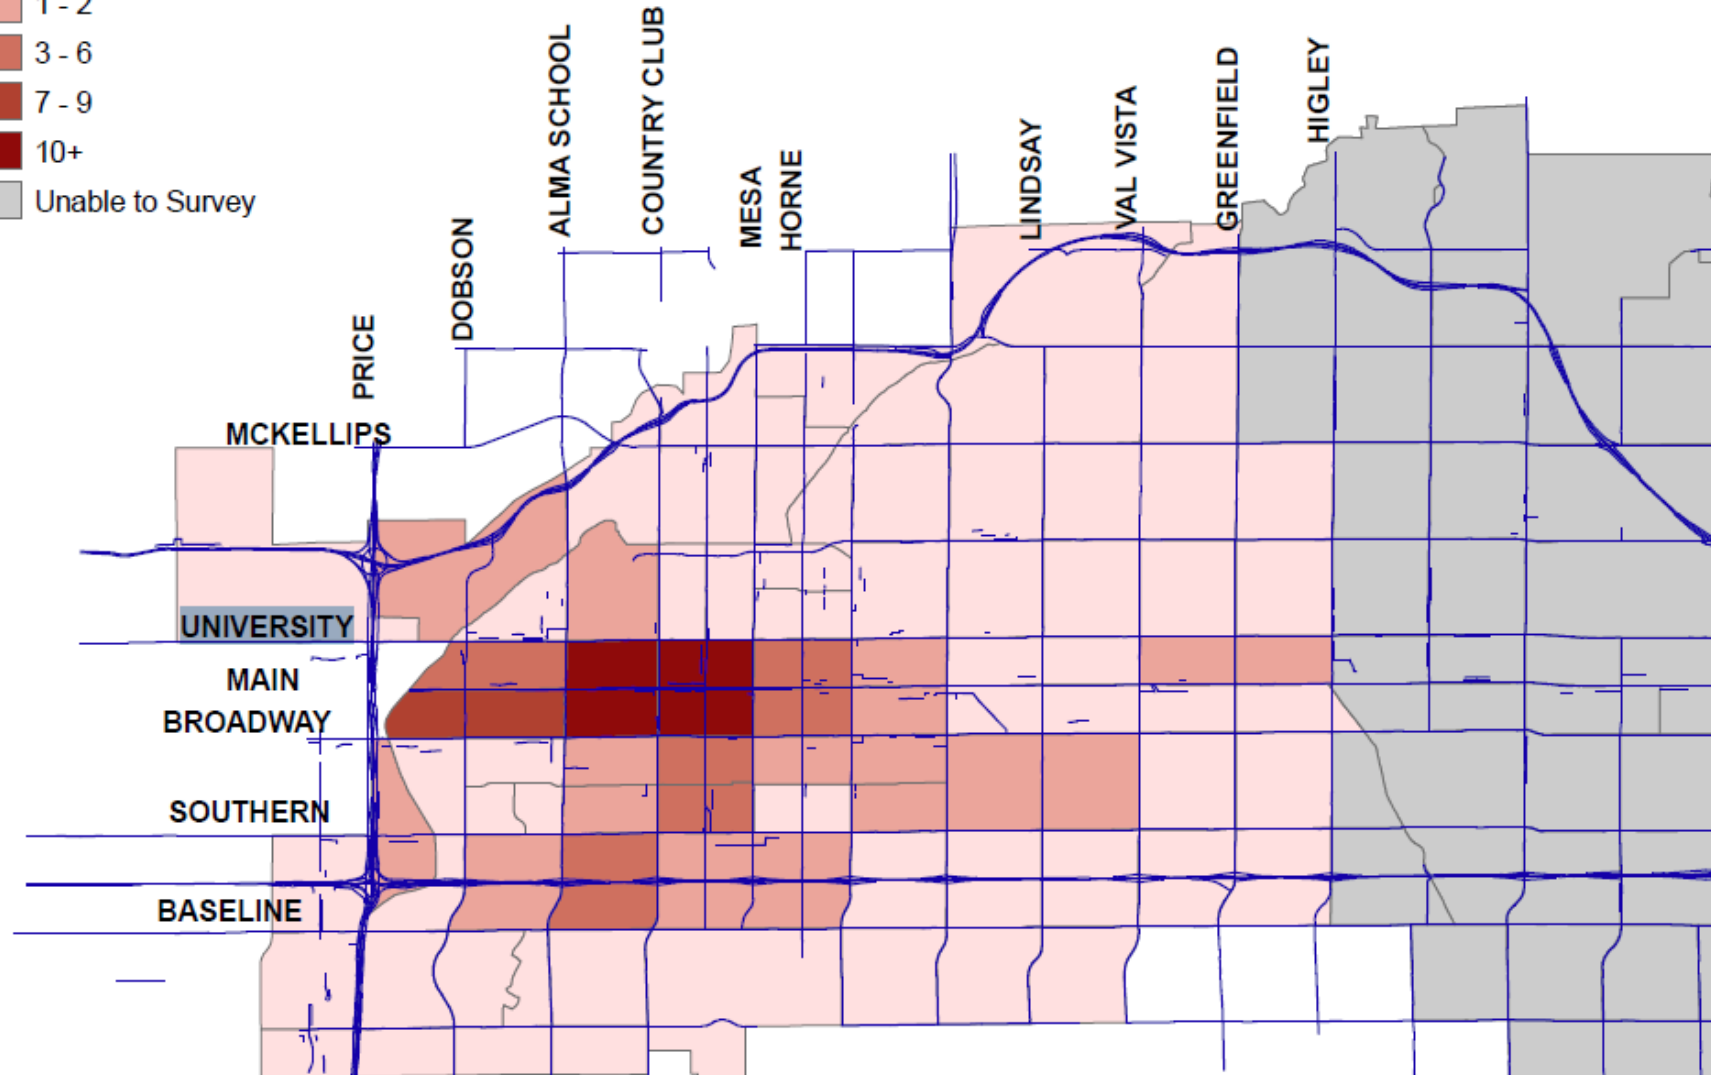 1 - 2
3 - 6
7 - 9
10+
Unable to Survey
PRICE
DOBSON
ALMA SCHOOL
COUNTRY CLUB
MESA
HORNE
LINDSAY
VAL VISTA
GREENFIELD
HIGLEY
MCKELLIPS
UNIVERSITY
MAIN
BROADWAY
SOUTHERN
BASELINE